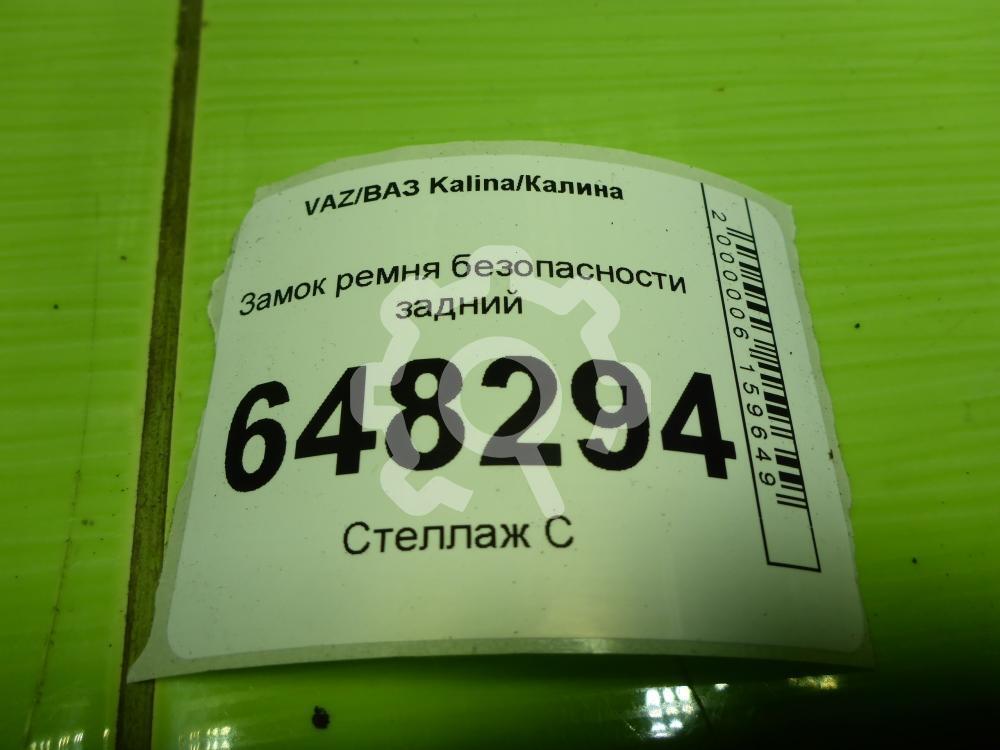 VAZ/ВАЗ Kalina/Калина
Замок ремня безопасности
задний
648294
Стеллаж С
2000006159649